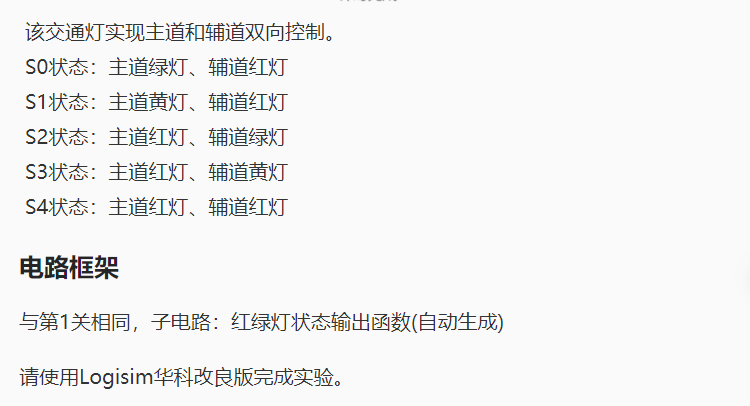 该交通灯实现主道和辅道双向控制。
S0状态：主道绿灯、辅道红灯
S1状态：主道黄灯、辅道红灯
S2状态：主道红灯、辅道绿灯
S3状态：主道红灯、辅道黄灯
S4状态：主道红灯、辅道红灯
电路框架
与第1关相同，子电路：红绿灯状态输出函数(自动生成)
请使用Logisim华科改良版完成实验。